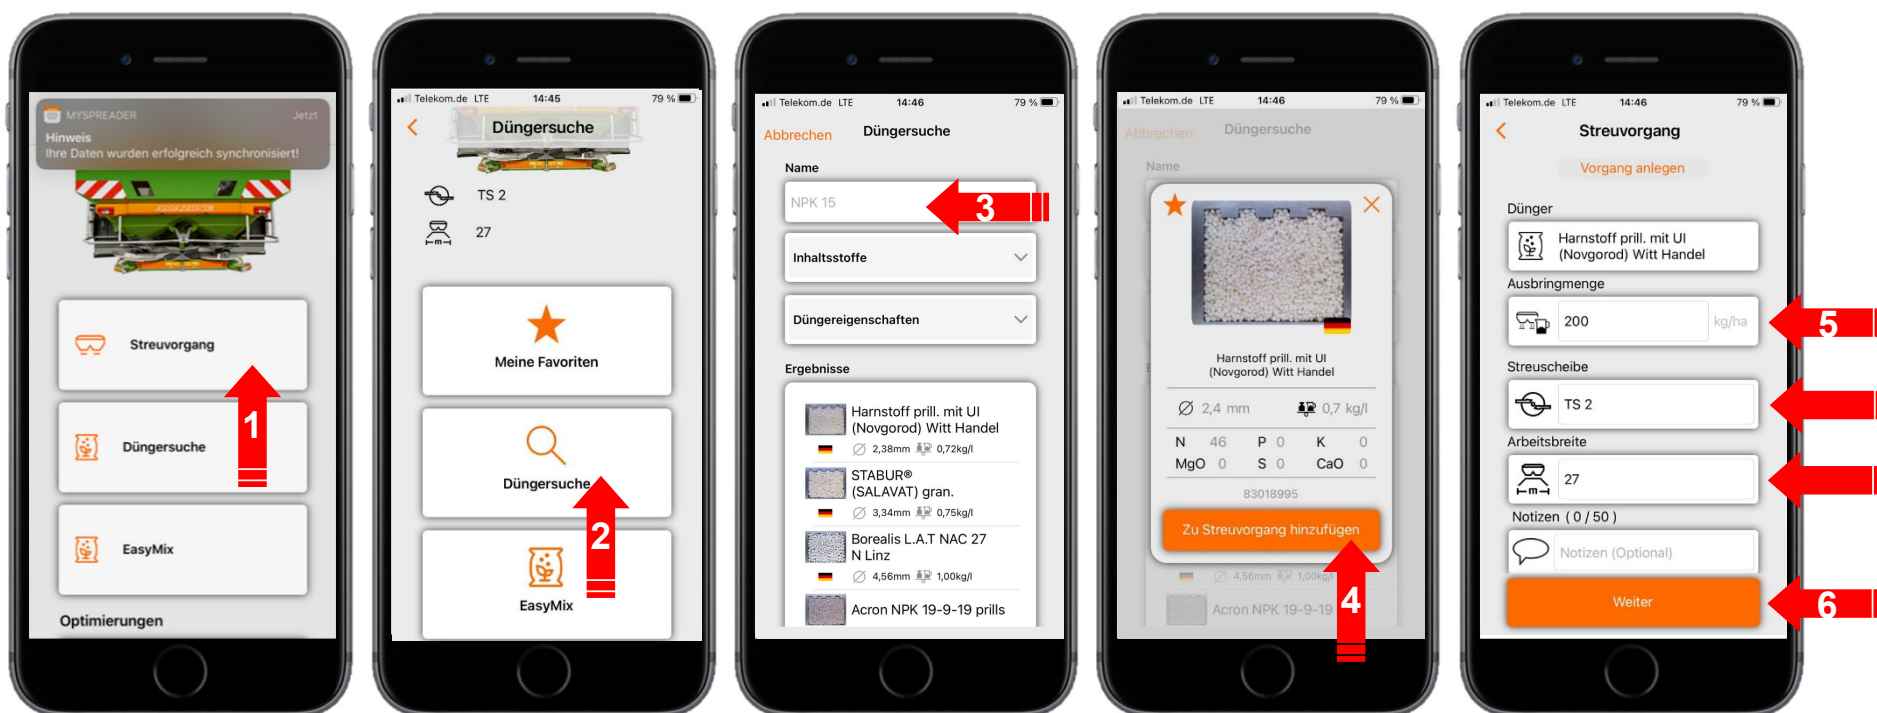 MYSPREADER
Jetzt
Hinweis
Ihre Daten wurden erfolgreich synchronisiert!
AMAZONE
Streuvorgang
1
Düngersuche
EasyMix
Optimierungen
Telekom.de LTE 14:45 79 %
Düngersuche
TS 2
27
Meine Favoriten
Düngersuche
2
EasyMix
Telekom.de LTE 14:46 79 %
Abbrechen Düngersuche
Name
NPK 15
3
Inhaltsstoffe
Düngereigenschaften
Ergebnisse
Harnstoff prill. mit UI
(Novgorod) Witt Handel
2,38mm 0,72kg/l
STABUR®
(SALAVAT) gran.
3,34mm 0,75kg/l
Borealis L.A.T NAC 27
N Linz
4,56mm 1,00kg/l
Acron NPK 19-9-19 prills
Telekom.de LTE 14:46 79 %
Abbrechen Düngersuche
Name
Harnstoff prill. mit UI
(Novgorod) Witt Handel
2,4 mm 0,7 kg/l
N 46 P 0 K 0
MgO 0 S 0 CaO 0
83018995
Zu Streuvorgang hinzufügen
4,56mm 1,00kg/l
Acron NPK 19-9-19
4
Telekom.de LTE 14:46 79 %
Streuvorgang
Vorgang anlegen
Dünger
Harnstoff prill. mit UI
(Novgorod) Witt Handel
Ausbringmenge
200 kg/ha
5
Streuscheibe
TS 2
Arbeitsbreite
m
27
Notizen ( 0 / 50 )
Notizen (Optional)
Weiter
6